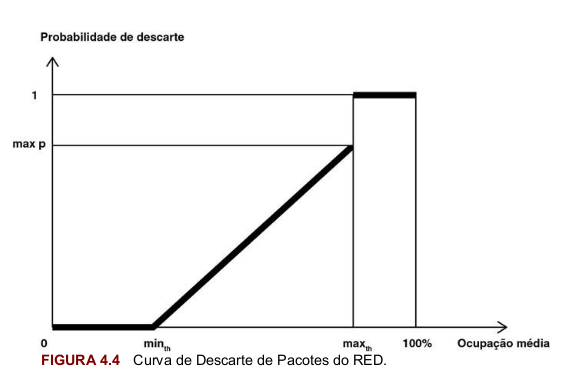 Probabilidade de descarte
1
max p
0 min_th max_th 100% Ocupação média
FIGURA 4.4 Curva de Descarte de Pacotes do RED.